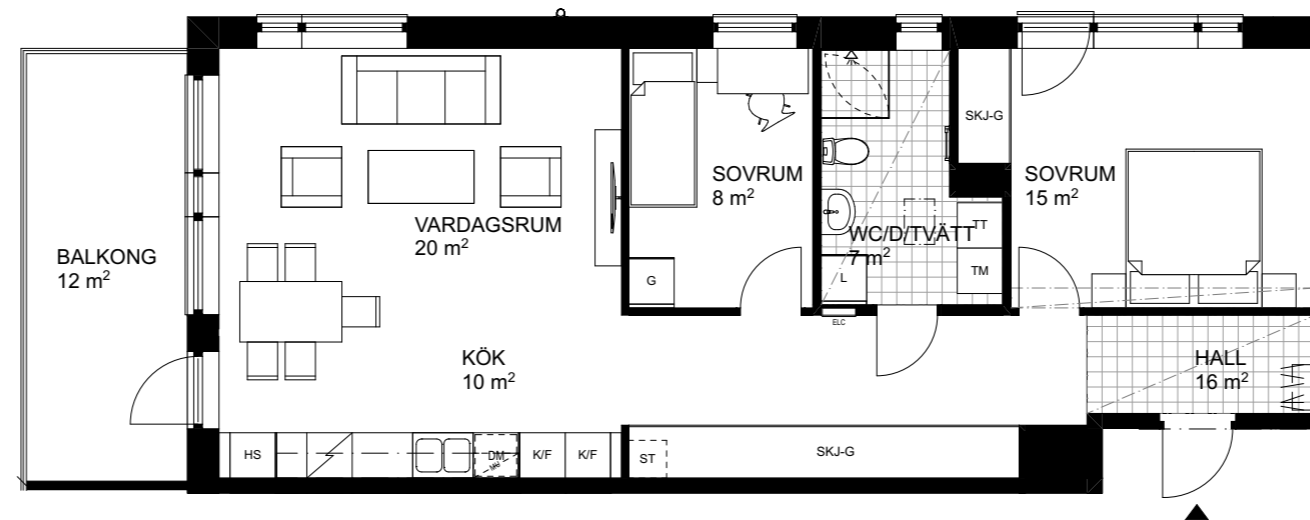 BALKONG
12 m²
VARDAGSRUM
20 m²
KÖK
10 m²
SOVRUM
8 m²
G
WC/D/TVÄTT
7 m²
TT
TM
L
ELC
SKJ-G
SOVRUM
15 m²
HALL
16 m²
HS
DM
K/F
K/F
ST
SKJ-G